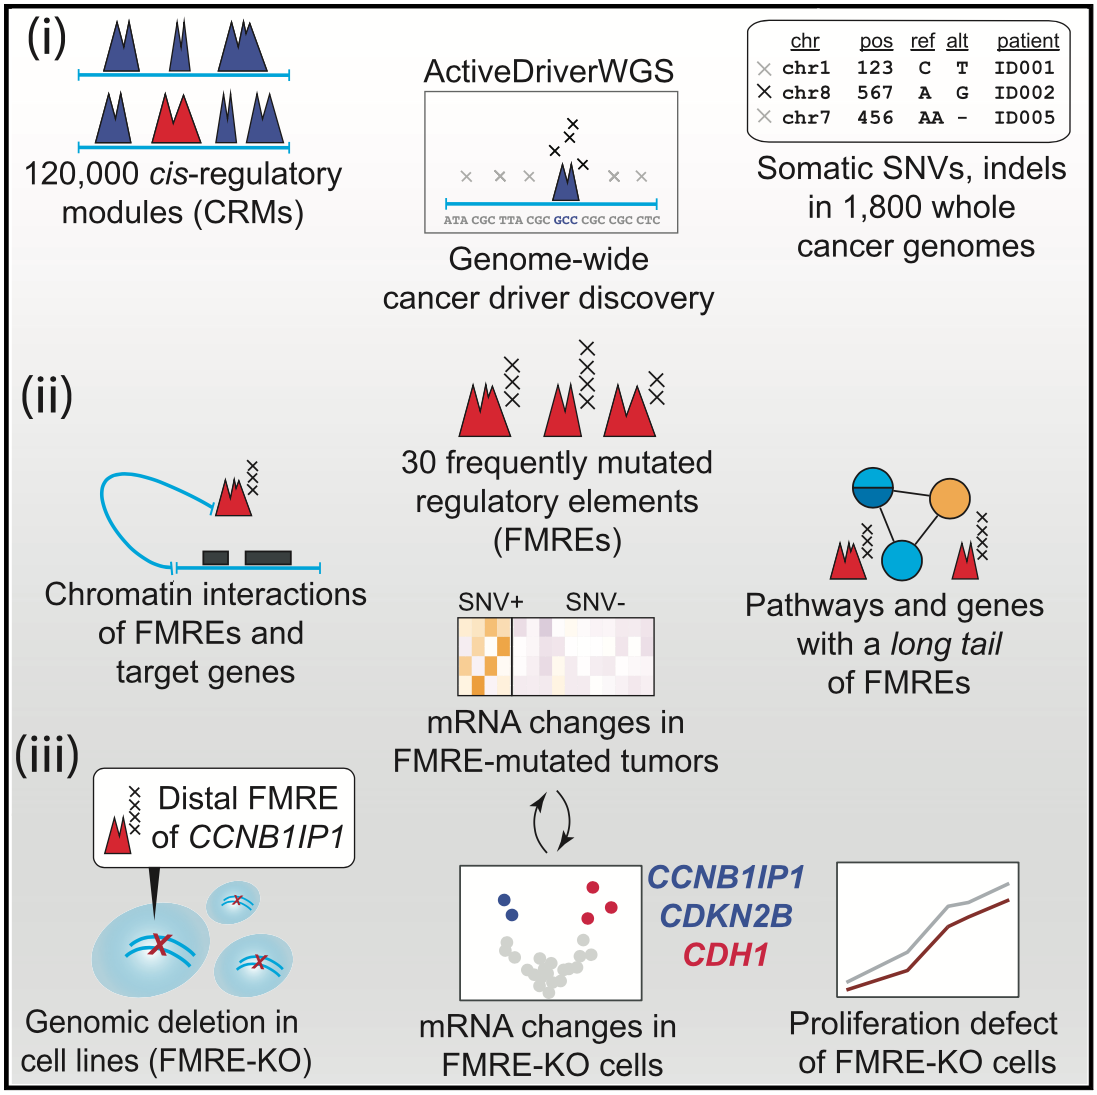 (i)
120,000 cis-regulatory
modules (CRMs)
ActiveDriverWGS
ATA CGC TTA CGC GCC CGC CGC CTC
Genome-wide
cancer driver discovery
chr pos ref alt patient
chr1 123 C T ID001
chr8 567 A G ID002
chr7 456 AA - ID005
Somatic SNVs, indels
in 1,800 whole
cancer genomes
(ii)
30 frequently mutated
regulatory elements
(FMREs)
Chromatin interactions
of FMREs and
target genes
SNV+ SNV-
mRNA changes in
FMRE-mutated tumors
Pathways and genes
with a long tail
of FMREs
(iii)
Distal FMRE
of CCNB1IP1
Genomic deletion in
cell lines (FMRE-KO)
CCNB1IP1
CDKN2B
CDH1
mRNA changes in
FMRE-KO cells
Proliferation defect
of FMRE-KO cells